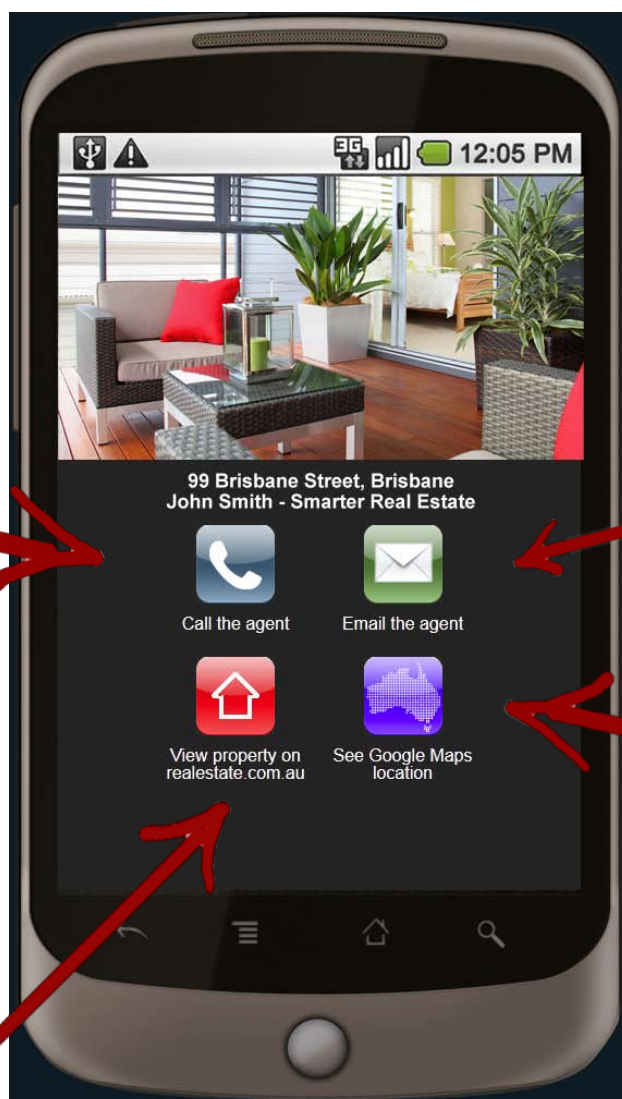 3G 12:05 PM
99 Brisbane Street, Brisbane
John Smith - Smarter Real Estate
Call the agent
Email the agent
View property on
realestate.com.au
See Google Maps
location